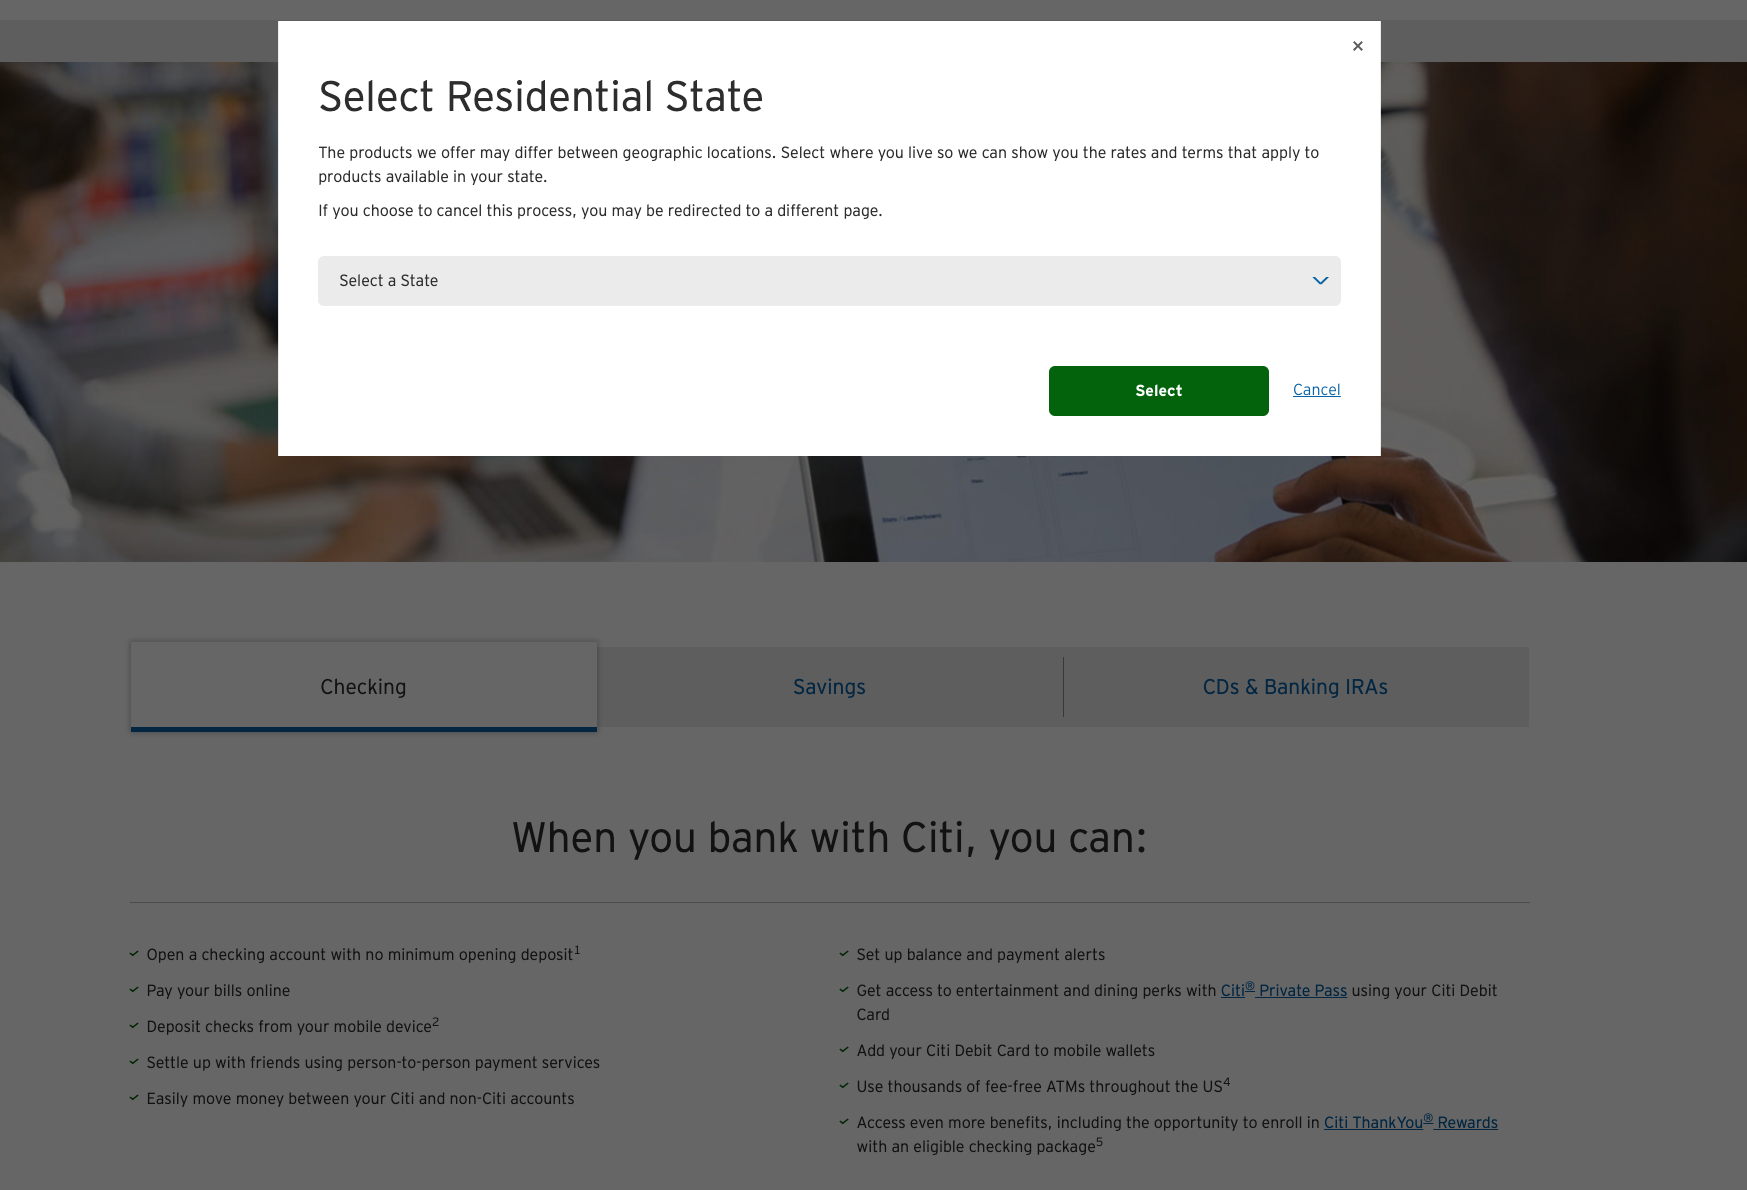 ×
Select Residential State
The products we offer may differ between geographic locations. Select where you live so we can show you the rates and terms that apply to
products available in your state.
If you choose to cancel this process, you may be redirected to a different page.
Select a State
Select Cancel
State / Leaderboard
Checking Savings CDs & Banking IRAs
When you bank with Citi, you can:
Open a checking account with no minimum opening deposit1
Pay your bills online
Deposit checks from your mobile device2
Settle up with friends using person-to-person payment services
Easily move money between your Citi and non-Citi accounts
Set up balance and payment alerts
Get access to entertainment and dining perks with Citi® Private Pass using your Citi Debit
Card
Add your Citi Debit Card to mobile wallets
Use thousands of fee-free ATMs throughout the US4
Access even more benefits, including the opportunity to enroll in Citi ThankYou® Rewards
with an eligible checking package5